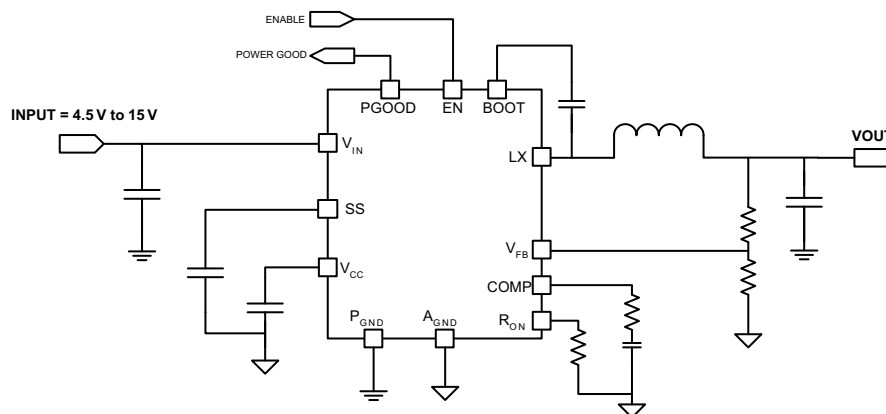 ENABLE
POWER GOOD
PGOOD
EN
BOOT
INPUT = 4.5 V to 15 V
VIN
LX
VOUT
SS
VFB
VCC
COMP
PGND
AGND
RON